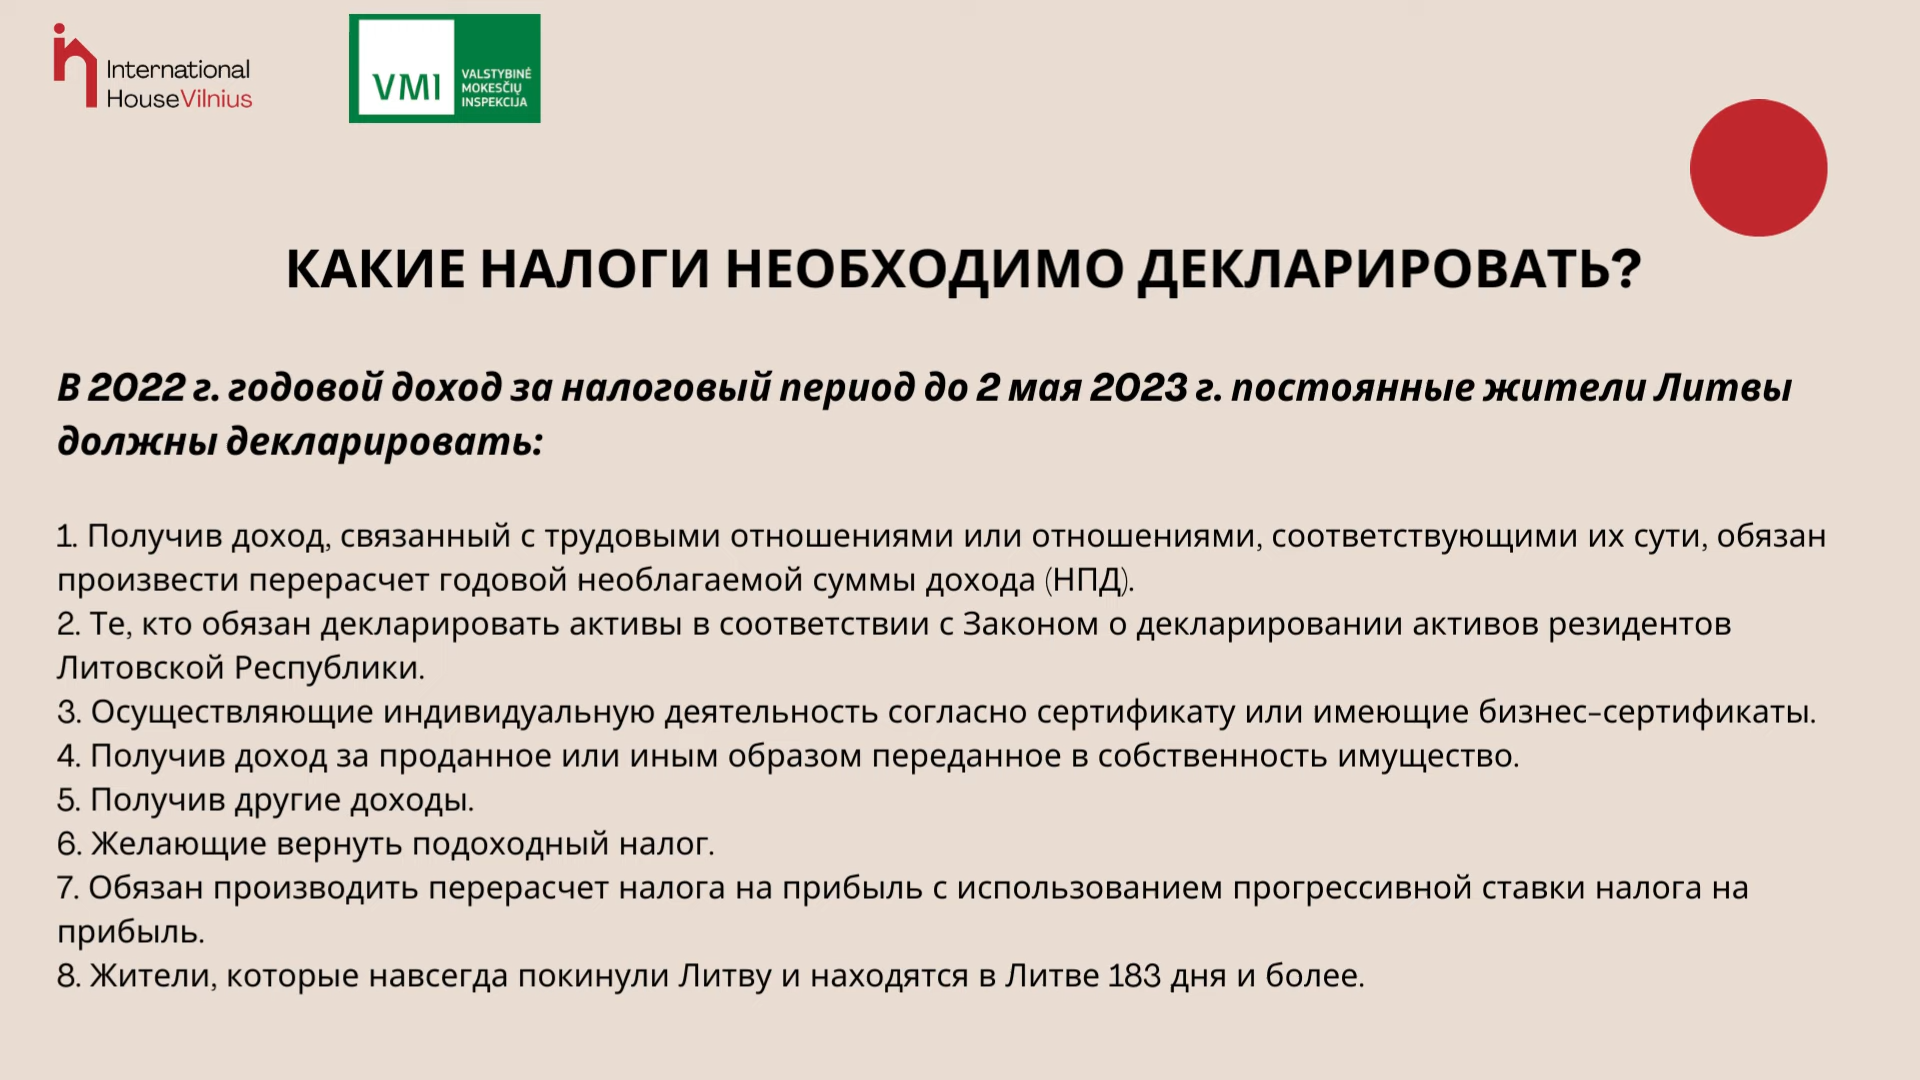 International
HouseVilnius
VMI
VALSTYBINĖ
MOKESČIŲ
INSPEKCIJA
КАКИЕ НАЛОГИ НЕОБХОДИМО ДЕКЛАРИРОВАТЬ?
В 2022 г. годовой доход за налоговый период до 2 мая 2023 г. постоянные жители Литвы
должны декларировать:
1. Получив доход, связанный с трудовыми отношениями или отношениями, соответствующими их сути, обязан
произвести перерасчет годовой необлагаемой суммы дохода (НПД).
2. Те, кто обязан декларировать активы в соответствии с Законом о декларировании активов резидентов
Литовской Республики.
3. Осуществляющие индивидуальную деятельность согласно сертификату или имеющие бизнес-сертификаты.
4. Получив доход за проданное или иным образом переданное в собственность имущество.
5. Получив другие доходы.
6. Желающие вернуть подоходный налог.
7. Обязан производить перерасчет налога на прибыль с использованием прогрессивной ставки налога на
прибыль.
8. Жители, которые навсегда покинули Литву и находятся в Литве 183 дня и более.